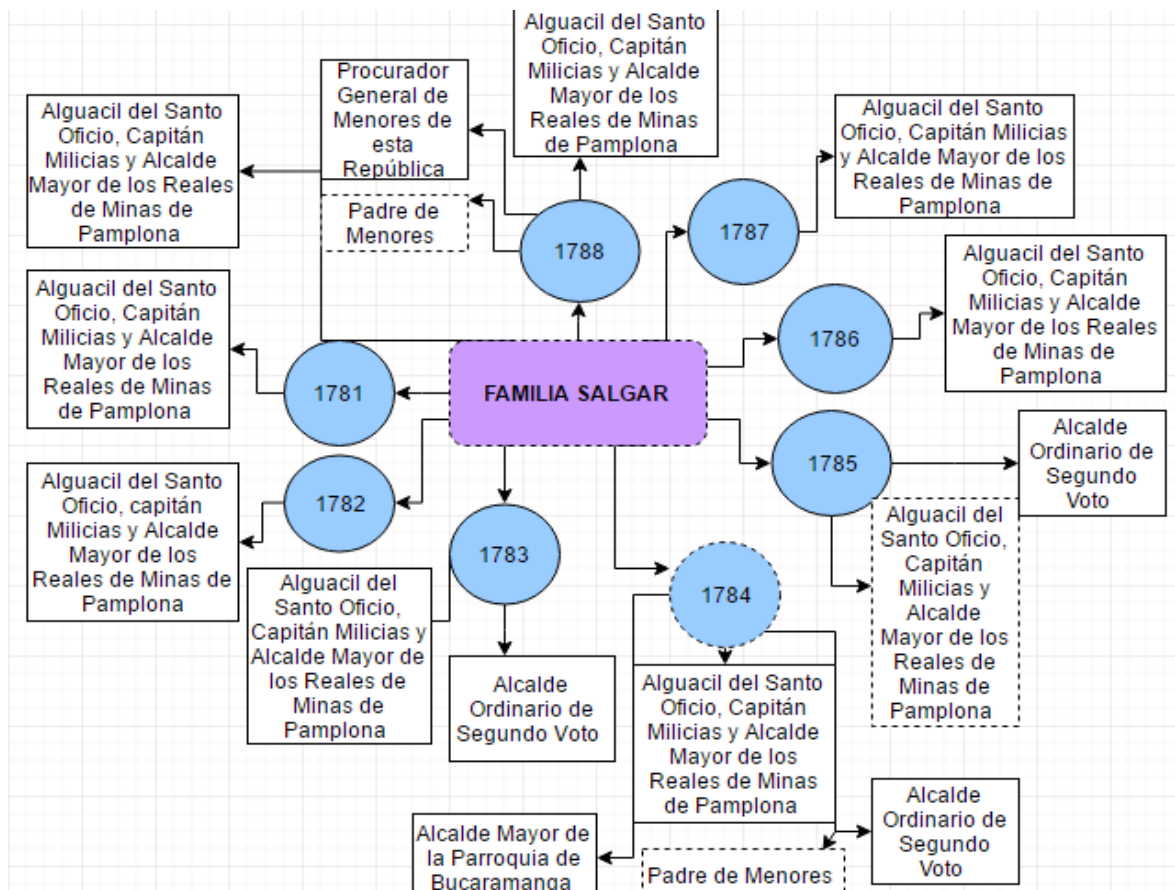 Alguacil del Santo
Oficio, Capitán
Milicias y Alcalde
Mayor de los
Reales de Minas
de Pamplona
Procurador
General de
Menores de
esta
República
Alguacil del Santo
Oficio, Capitán
Milicias y Alcalde
Mayor de los Reales
de Minas de
Pamplona
Alguacil del Santo
Oficio, Capitán Milicias
y Alcalde Mayor de los
Reales de Minas de
Pamplona
Padre de
Menores
1788
1787
Alguacil del Santo
Oficio, Capitán
Milicias y Alcalde
Mayor de los Reales
de Minas de
Pamplona
1786
Alguacil del Santo
Oficio, Capitán
Milicias y Alcalde
Mayor de los
Reales de Minas
de Pamplona
1781
FAMILIA SALGAR
1785
Alcalde
Ordinario de
Segundo
Voto
Alguacil del Santo
Oficio, capitán
Milicias y Alcalde
Mayor de los
Reales de Minas de
Pamplona
1782
1783
Alguacil del
Santo Oficio,
Capitán
Milicias y
Alcalde
Mayor de los
Reales de
Minas de
Pamplona
1784
Alguacil del
Santo Oficio,
Capitán Milicias y
Alcalde Mayor de
los Reales de
Minas de
Pamplona
Alcalde
Ordinario de
Segundo Voto
Alguacil del Santo
Oficio, Capitán
Milicias y Alcalde
Mayor de los
Reales de Minas
de Pamplona
Alcalde
Ordinario de
Segundo
Voto
Alcalde Mayor de
la Parroquia de
Bucaramanga
Padre de Menores